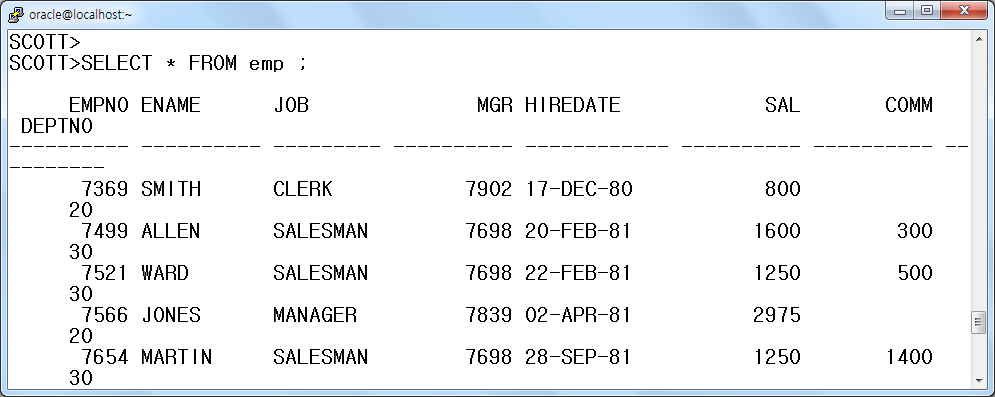 oracle@localhost:~
SCOTT>
SCOTT>SELECT * FROM emp ;
EMPNO ENAME JOB MGR HIREDATE SAL COMM
DEPTNO
---------- ---------- --------- ---------- ------------ ---------- ---------- --
--------
7369 SMITH CLERK 7902 17-DEC-80 800
20
7499 ALLEN SALESMAN 7698 20-FEB-81 1600 300
30
7521 WARD SALESMAN 7698 22-FEB-81 1250 500
30
7566 JONES MANAGER 7839 02-APR-81 2975
20
7654 MARTIN SALESMAN 7698 28-SEP-81 1250 1400
30